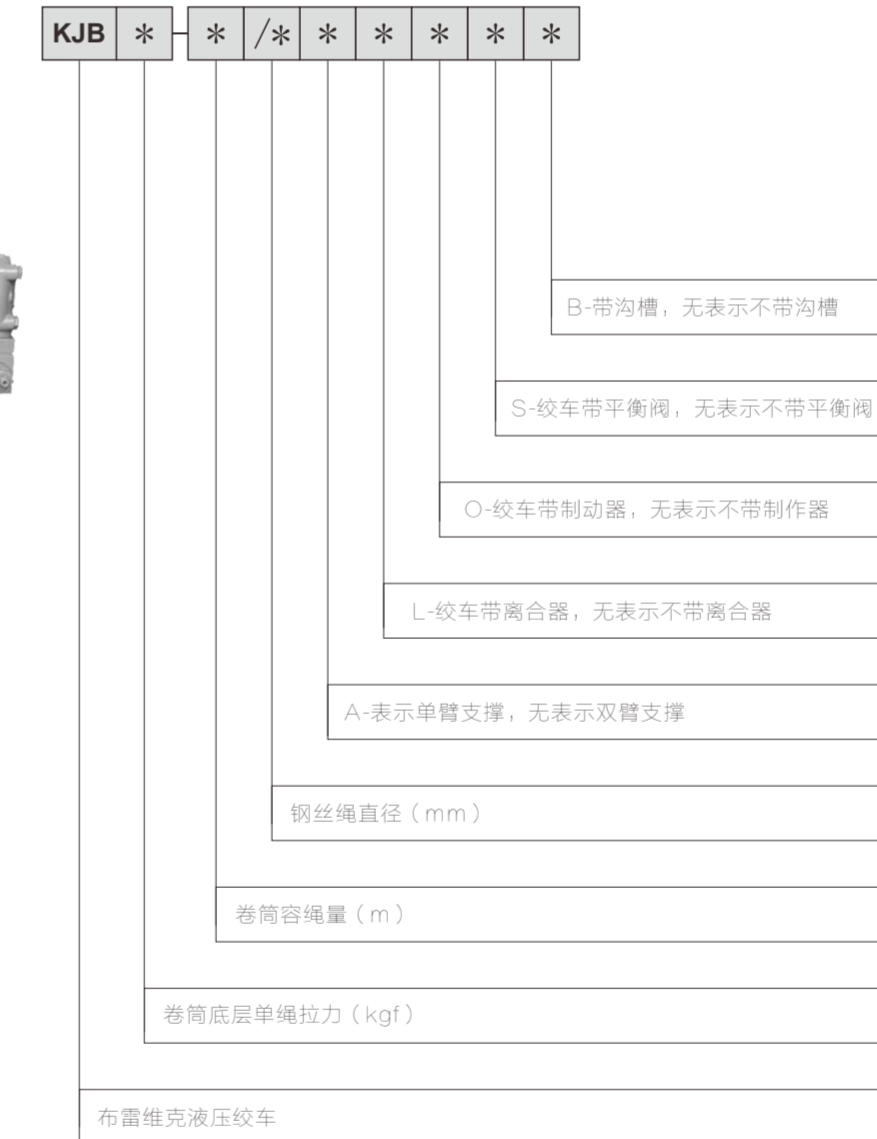 KJB * - * /* * * * * *
B-带沟槽，无表示不带沟槽
S-绞车带平衡阀，无表示不带平衡阀
O-绞车带制动器，无表示不带制作器
L-绞车带离合器，无表示不带离合器
A-表示单臂支撑，无表示双臂支撑
钢丝绳直径（mm）
卷筒容绳量（m）
卷筒底层单绳拉力（kgf）
布雷维克液压绞车